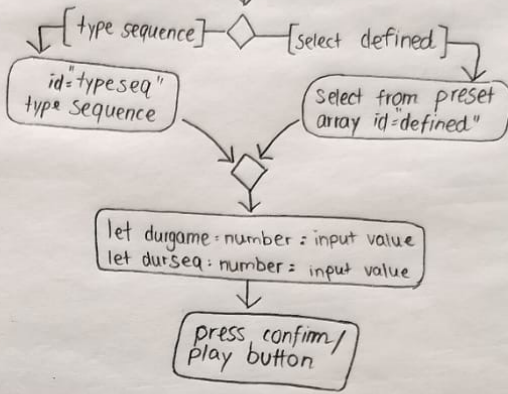 [type sequence]
[select defined]
id="typeseq"
type sequence
select from preset
array id="defined"
let durgame: number = input value
let durseq: number = input value
press confirm/
play button